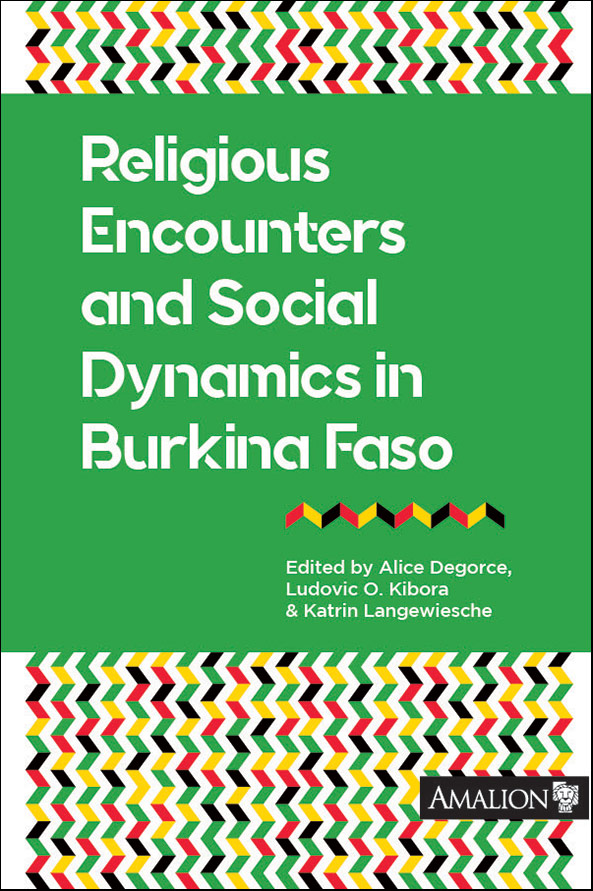 Religious
Encounters
and Social
Dynamics in
Burkina Faso
Edited by Alice Degorce,
Ludovic O. Kibora
& Katrin Langewiesche
AMALION